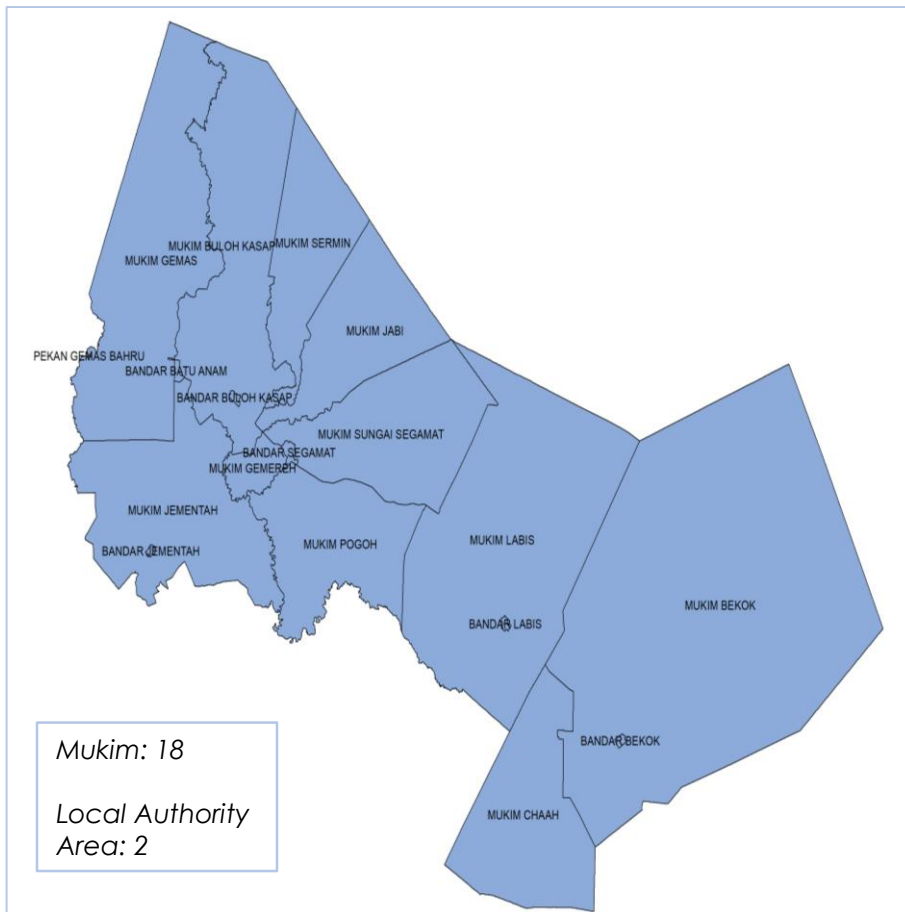 MUKIM BULOH KASAP
MUKIM SERMIN
MUKIM GEMAS
MUKIM JABI
PEKAN GEMAS BAHRU
BANDAR BATU ANAM
BANDAR BULOH KASAP
MUKIM SUNGAI SEGAMAT
BANDAR SEGAMAT
MUKIM GEMEREH
MUKIM JEMENTAH
MUKIM POGOH
MUKIM LABIS
BANDAR JEMENTAH
MUKIM BEKOK
BANDAR LABIS
BANDAR BEKOK
MUKIM CHAAH
Mukim: 18
Local Authority
Area: 2